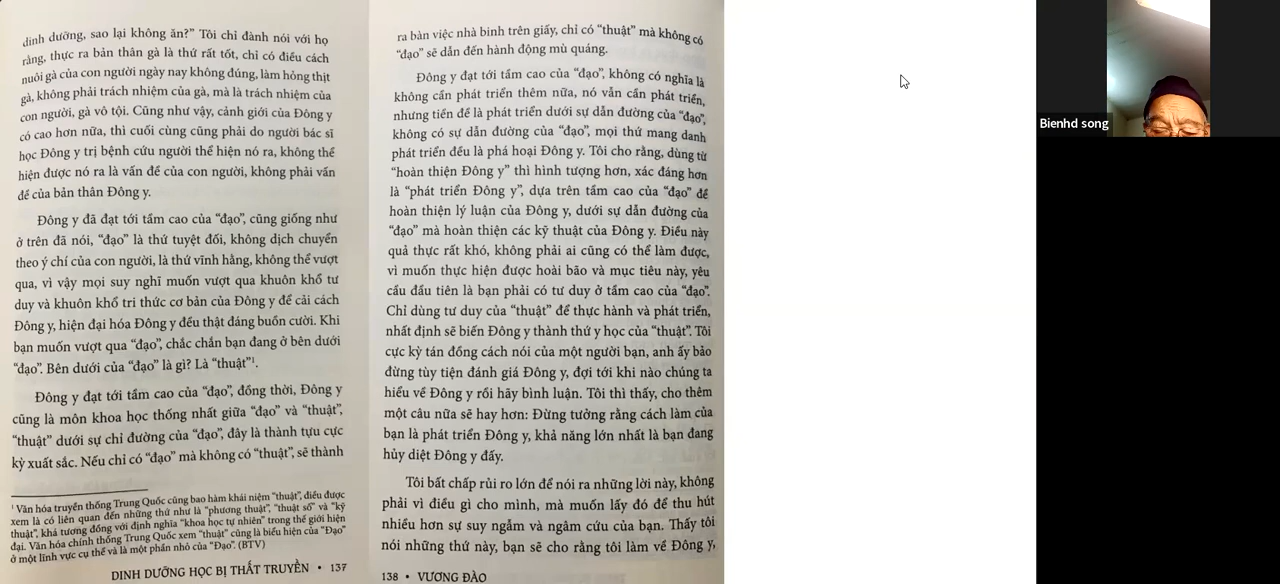 dinh dưỡng, sao lại không ăn?” Tôi chỉ đành nói với họ
rằng, thực ra bản thân gà là thứ rất tốt, chỉ có điều cách
nuôi gà của con người ngày nay không đúng, làm hỏng thịt
gà, không phải trách nhiệm của gà, mà là trách nhiệm của
con người, gà vô tội. Cũng như vậy, cảnh giới của Đông y
có cao hơn nữa, thì cuối cùng cũng phải do người bác sĩ
học Đông y trị bệnh cứu người thể hiện nó ra, không thể
hiện được nó ra là vấn đề của con người, không phải vấn
đề của bản thân Đông y.
Đông y đã đạt tới tầm cao của “đạo”, cũng giống như
ở trên đã nói, “đạo” là thứ tuyệt đối, không dịch chuyển
theo ý chí của con người, là thứ vĩnh hằng, không thể vượt
qua, vì vậy mọi suy nghĩ muốn vượt qua khuôn khổ tư
duy và khuôn khổ tri thức cơ bản của Đông y để cải cách
Đông y, hiện đại hóa Đông y đều thật đáng buồn cười. Khi
bạn muốn vượt qua “đạo”, chắc chắn bạn đang ở bên dưới
“đạo”. Bên dưới của “đạo” là gì? Là “thuật”¹.
Đông y đạt tới tầm cao của “đạo”, đồng thời, Đông y
cũng là môn khoa học thống nhất giữa “đạo” và “thuật”,
“thuật” dưới sự chỉ đường của “đạo”, đây là thành tựu cực
kỳ xuất sắc. Nếu chỉ có “đạo” mà không có “thuật”, sẽ thành
¹ Văn hóa truyền thống Trung Quốc cũng bao hàm khái niệm “thuật”, điều được
xem là có liên quan đến những thứ như là “phương thuật”, “thuật số” và “kỹ
thuật”, khá tương đồng với định nghĩa “khoa học tự nhiên” trong thế giới hiện
đại. Văn hóa chính thống Trung Quốc xem “thuật” cũng là biểu hiện của “Đạo”
ở một lĩnh vực cụ thể và là một phần nhỏ của “Đạo”. (BTV)
DINH DƯỠNG HỌC BỊ THẤT TRUYỀN • 137
ra bàn việc nhà binh trên giấy, chỉ có “thuật” mà không có
“đạo” sẽ dẫn đến hành động mù quáng.
Đông y đạt tới tầm cao của “đạo”, không có nghĩa là
không cần phát triển thêm nữa, nó vẫn cần phát triển,
nhưng tiền đề là phát triển dưới sự dẫn đường của “đạo”,
không có sự dẫn đường của “đạo”, mọi thứ mang danh
phát triển đều là phá hoại Đông y. Tôi cho rằng, dùng từ
“hoàn thiện Đông y” thì hình tượng hơn, xác đáng hơn
là “phát triển Đông y”, dựa trên tầm cao của “đạo” để
hoàn thiện lý luận của Đông y, dưới sự dẫn đường của
“đạo” mà hoàn thiện các kỹ thuật của Đông y. Điều này
quả thực rất khó, không phải ai cũng có thể làm được,
vì muốn thực hiện được hoài bão và mục tiêu này, yêu
cầu đầu tiên là bạn phải có tư duy ở tầm cao của “đạo”.
Chỉ dùng tư duy của “thuật” để thực hành và phát triển,
nhất định sẽ biến Đông y thành thứ y học của “thuật”. Tôi
cực kỳ tán đồng cách nói của một người bạn, anh ấy bảo
đừng tùy tiện đánh giá Đông y, đợi tới khi nào chúng ta
hiểu về Đông y rồi hãy bình luận. Tôi thì thấy, cho thêm
một câu nữa sẽ hay hơn: Đừng tưởng rằng cách làm của
bạn là phát triển Đông y, khả năng lớn nhất là bạn đang
hủy diệt Đông y đấy.
Tôi bất chấp rủi ro lớn để nói ra những lời này, không
phải vì điều gì cho mình, mà muốn lấy đó để thu hút
nhiều hơn sự suy ngẫm và ngâm cứu của bạn. Thấy tôi
nói những thứ này, bạn sẽ cho rằng tôi làm về Đông y,
138 • VƯƠNG ĐÀO
Bienhd song